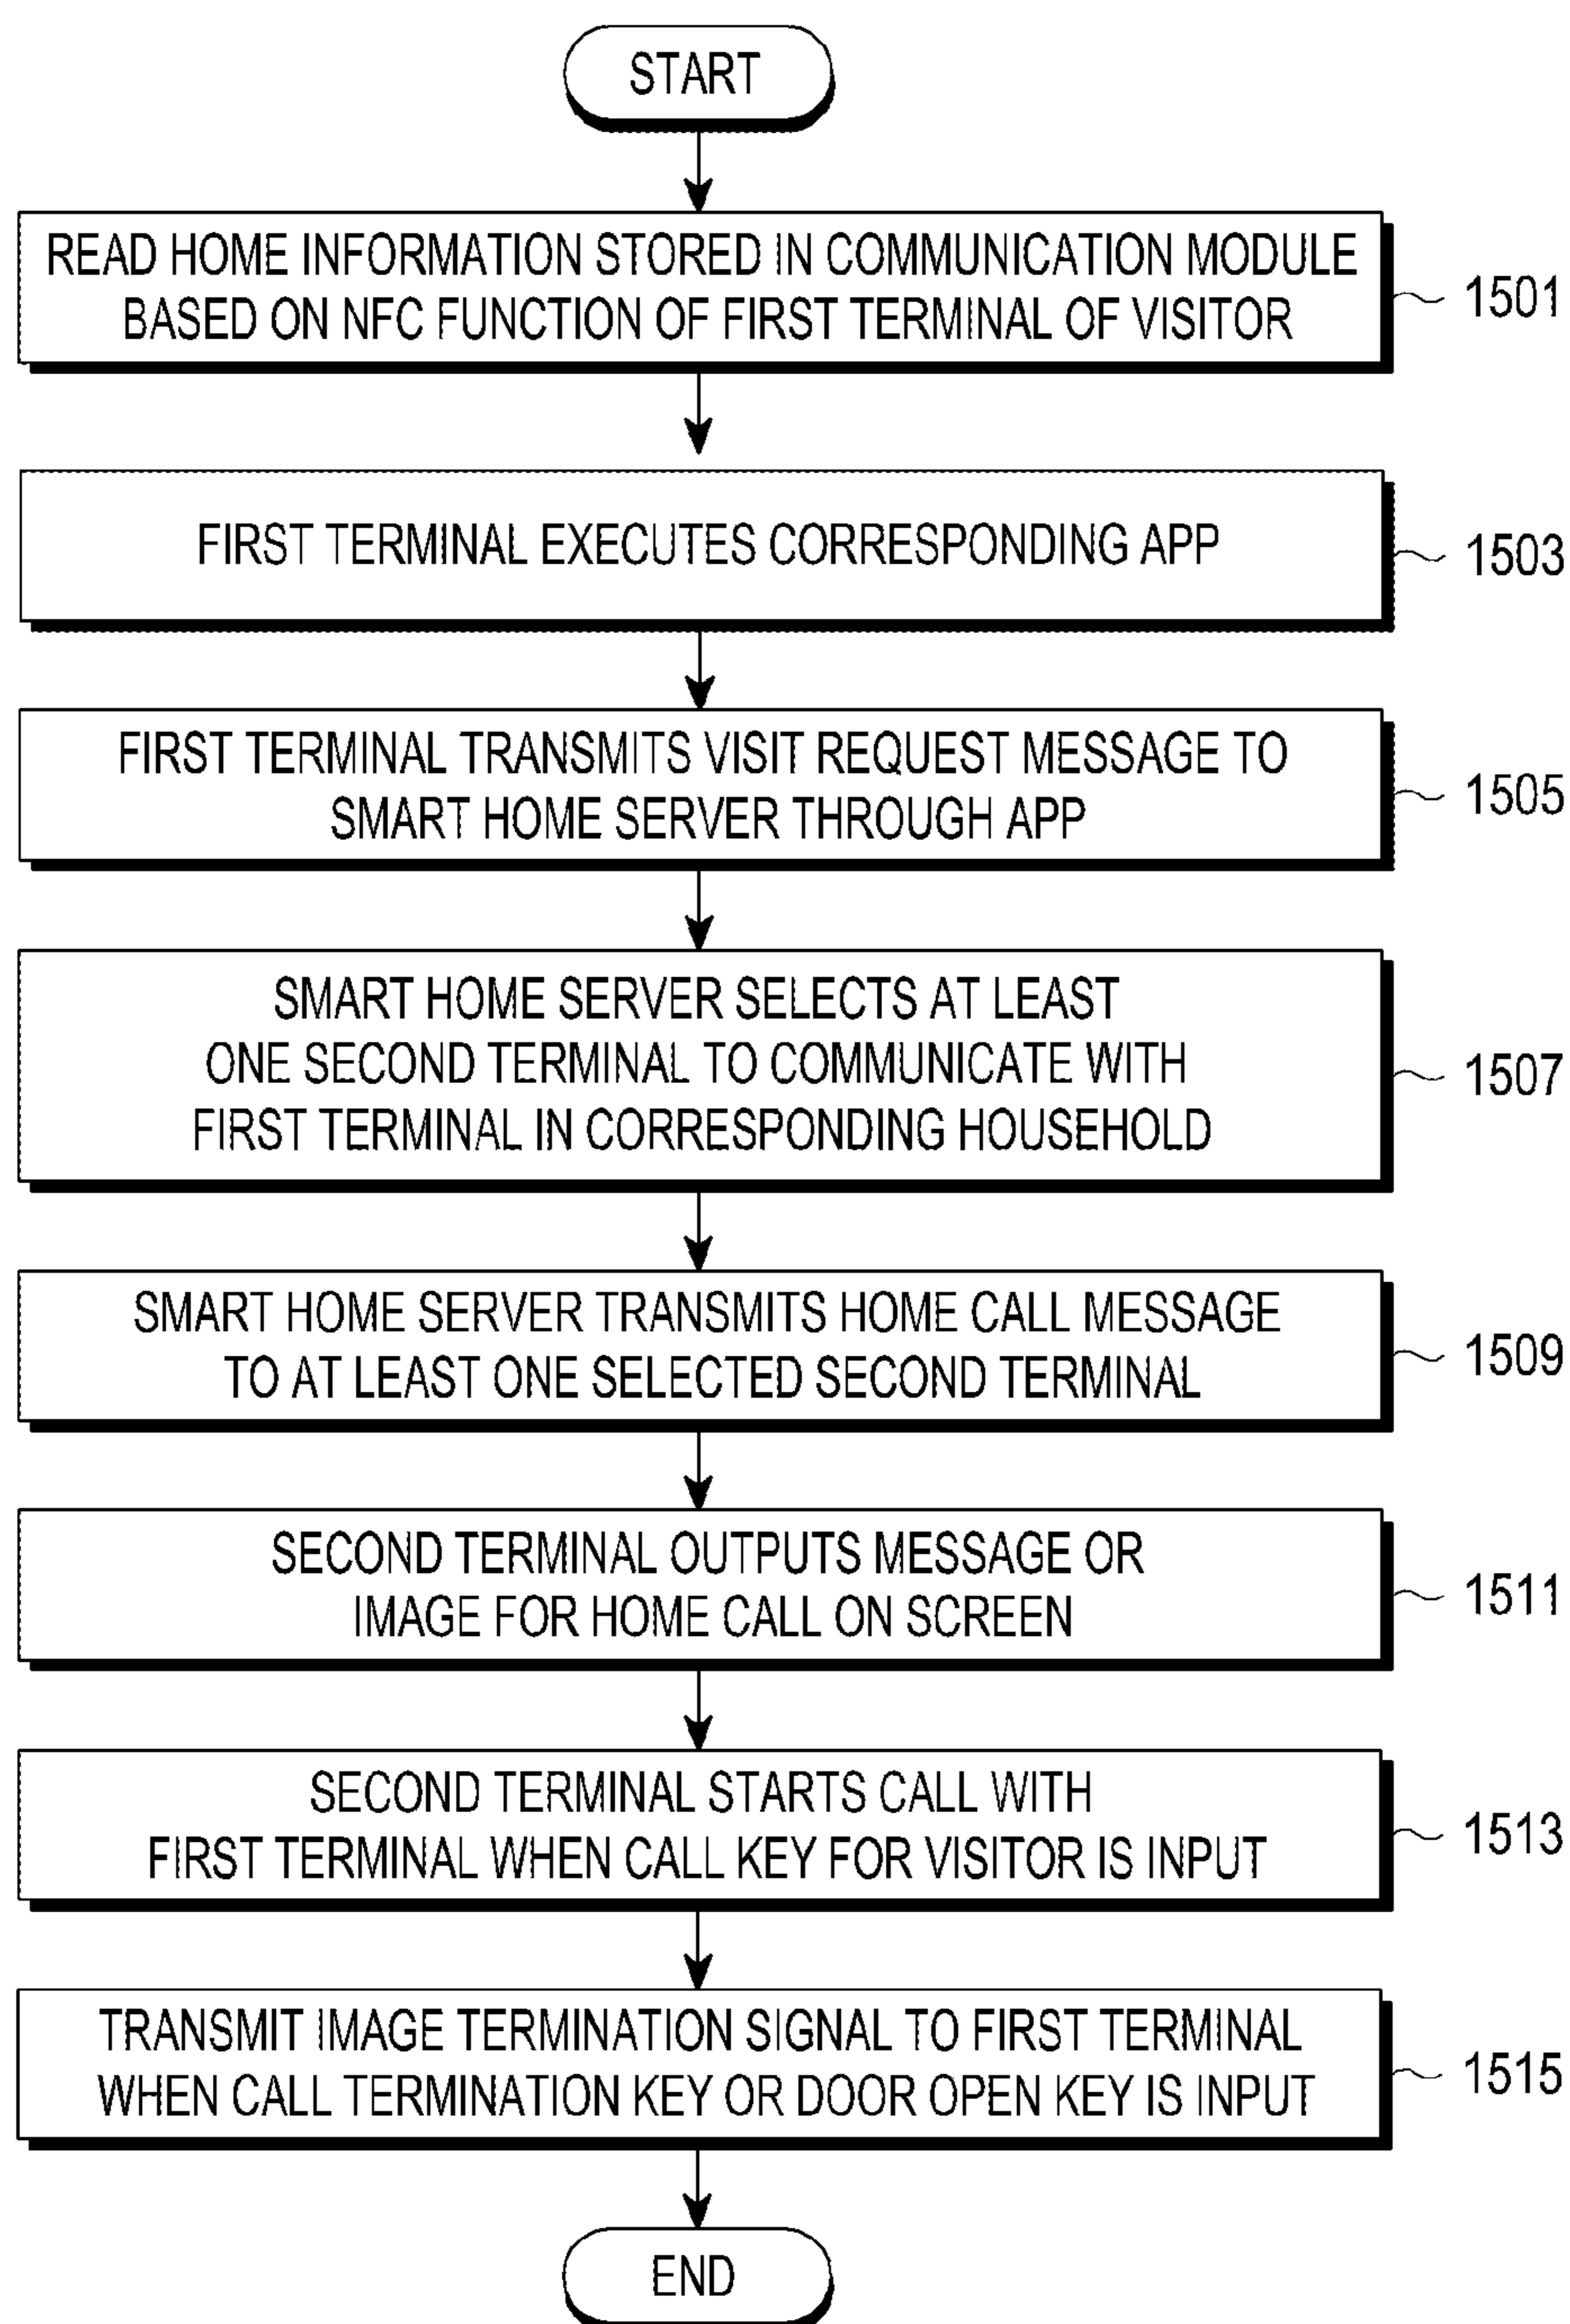 START
READ HOME INFORMATION STORED IN COMMUNICATION MODULE
BASED ON NFC FUNCTION OF FIRST TERMINAL OF VISITOR
1501
FIRST TERMINAL EXECUTES CORRESPONDING APP
1503
FIRST TERMINAL TRANSMITS VISIT REQUEST MESSAGE TO
SMART HOME SERVER THROUGH APP
1505
SMART HOME SERVER SELECTS AT LEAST
ONE SECOND TERMINAL TO COMMUNICATE WITH
FIRST TERMINAL IN CORRESPONDING HOUSEHOLD
1507
SMART HOME SERVER TRANSMITS HOME CALL MESSAGE
TO AT LEAST ONE SELECTED SECOND TERMINAL
1509
SECOND TERMINAL OUTPUTS MESSAGE OR
IMAGE FOR HOME CALL ON SCREEN
1511
SECOND TERMINAL STARTS CALL WITH
FIRST TERMINAL WHEN CALL KEY FOR VISITOR IS INPUT
1513
TRANSMIT IMAGE TERMINATION SIGNAL TO FIRST TERMINAL
WHEN CALL TERMINATION KEY OR DOOR OPEN KEY IS INPUT
1515
END